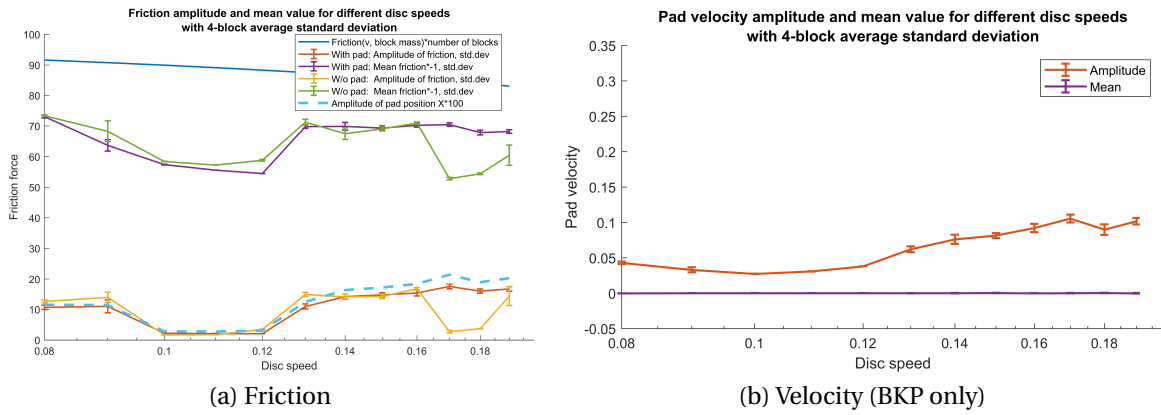 Friction amplitude and mean value for different disc speeds
with 4-block average standard deviation
Friction force
100
90
80
70
60
50
40
30
20
10
0
Friction(v, block mass)*number of blocks
With pad: Amplitude of friction, std.dev
With pad: Mean friction*-1, std.dev
W/o pad:  Amplitude of friction, std.dev
W/o pad:  Mean friction*-1, std.dev
Amplitude of pad position X*100
0.08 0.1 0.12 0.14 0.16 0.18
Disc speed
(a) Friction
Pad velocity amplitude and mean value for different disc speeds
with 4-block average standard deviation
Pad velocity
0.35
0.3
0.25
0.2
0.15
0.1
0.05
0
-0.05
Amplitude
Mean
0.08 0.1 0.12 0.14 0.16 0.18
Disc speed
(b) Velocity (BKP only)